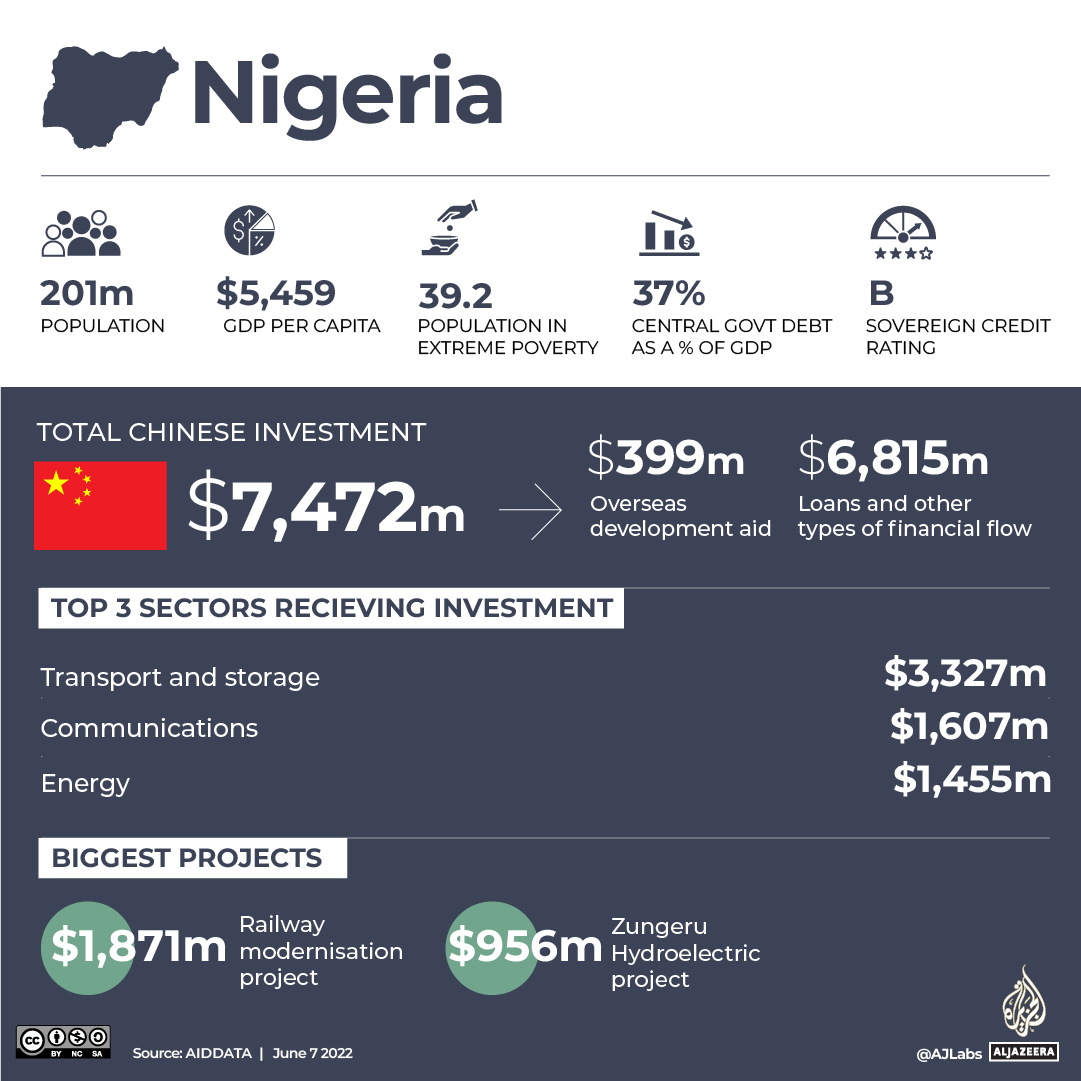 Nigeria
201m
POPULATION
$5,459
GDP PER CAPITA
39.2
POPULATION IN
EXTREME POVERTY
37%
CENTRAL GOVT DEBT
AS A % OF GDP
B
SOVEREIGN CREDIT
RATING
TOTAL CHINESE INVESTMENT
$7,472m
$399m
Overseas
development aid
$6,815m
Loans and other
types of financial flow
TOP 3 SECTORS RECIEVING INVESTMENT
Transport and storage
$3,327m
Communications
$1,607m
Energy
$1,455m
BIGGEST PROJECTS
$1,871m
Railway
modernisation
project
$956m
Zungeru
Hydroelectric
project
cc BY NC SA
Source: AIDDATA | June 7 2022
@AJLabs
الجزيرة
ALJAZEERA